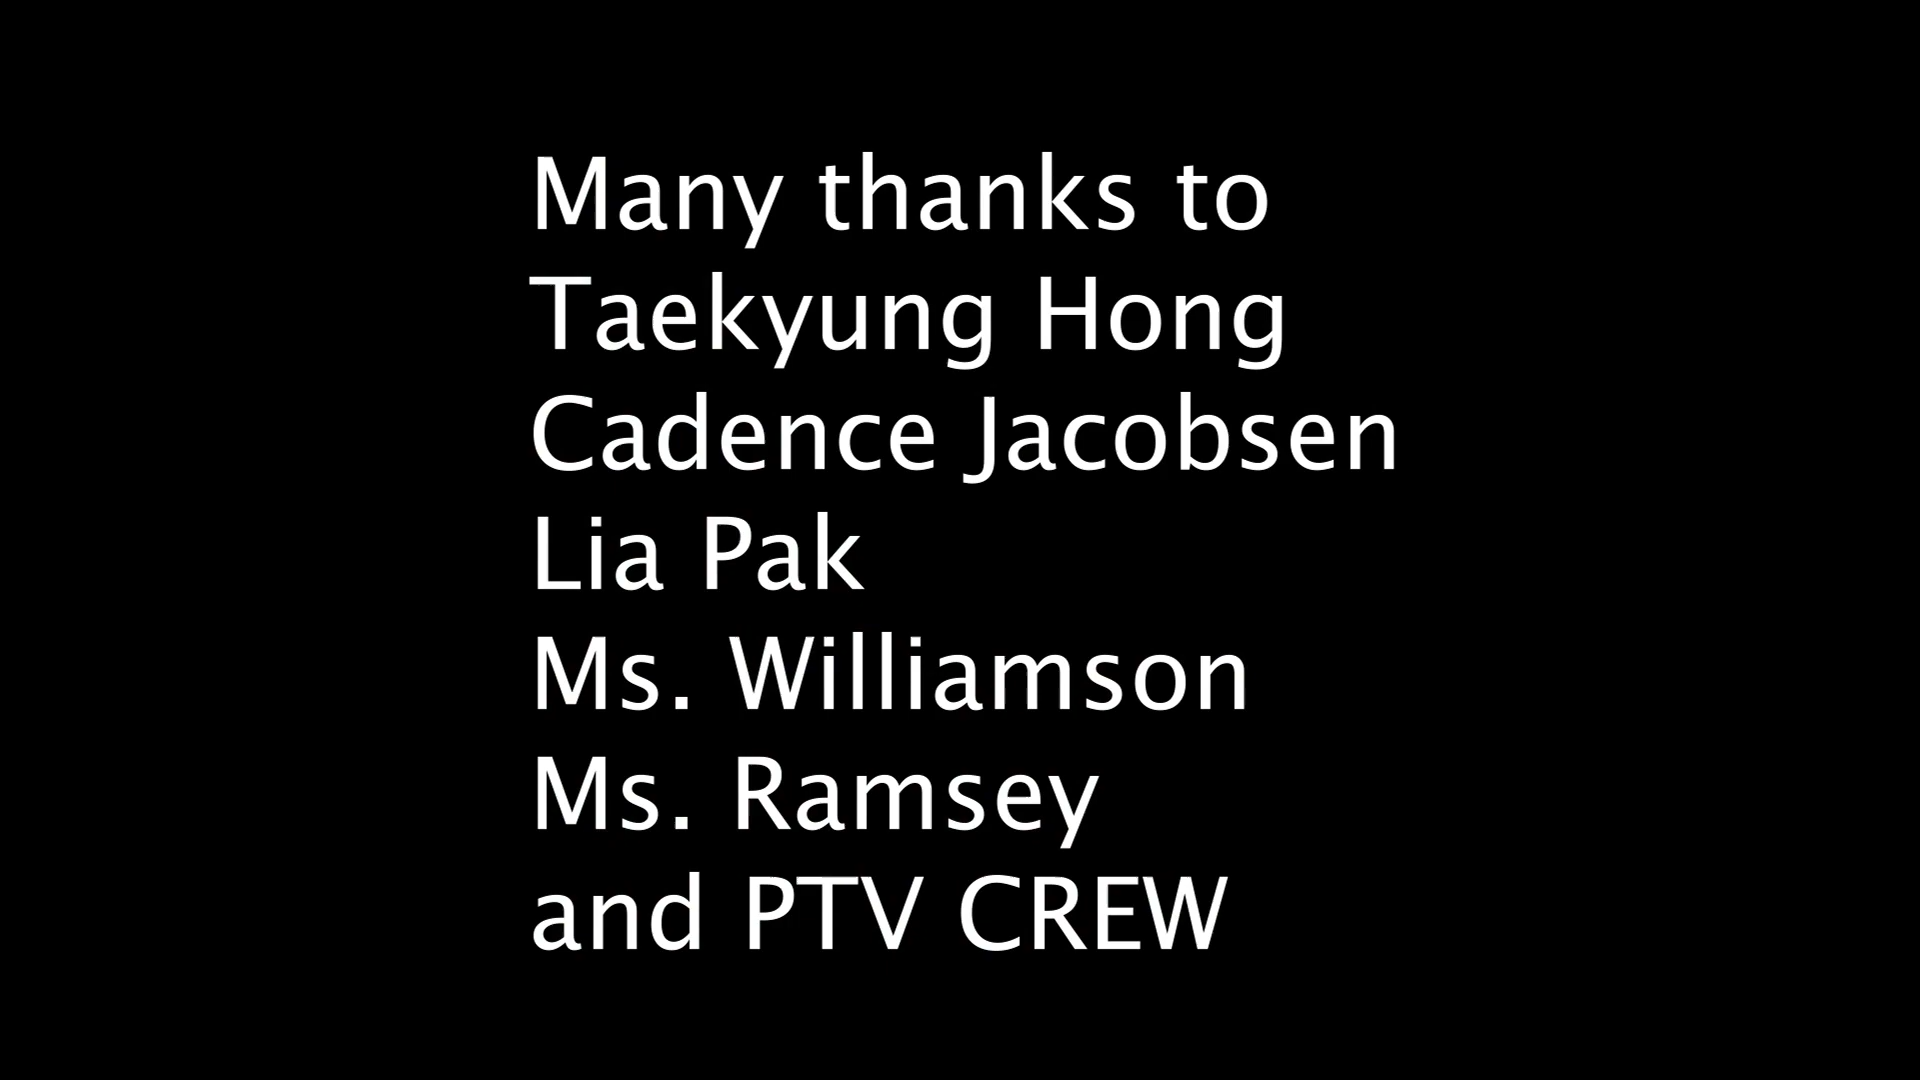 Many thanks to
Taekyung Hong
Cadence Jacobsen
Lia Pak
Ms. Williamson
Ms. Ramsey
and PTV CREW